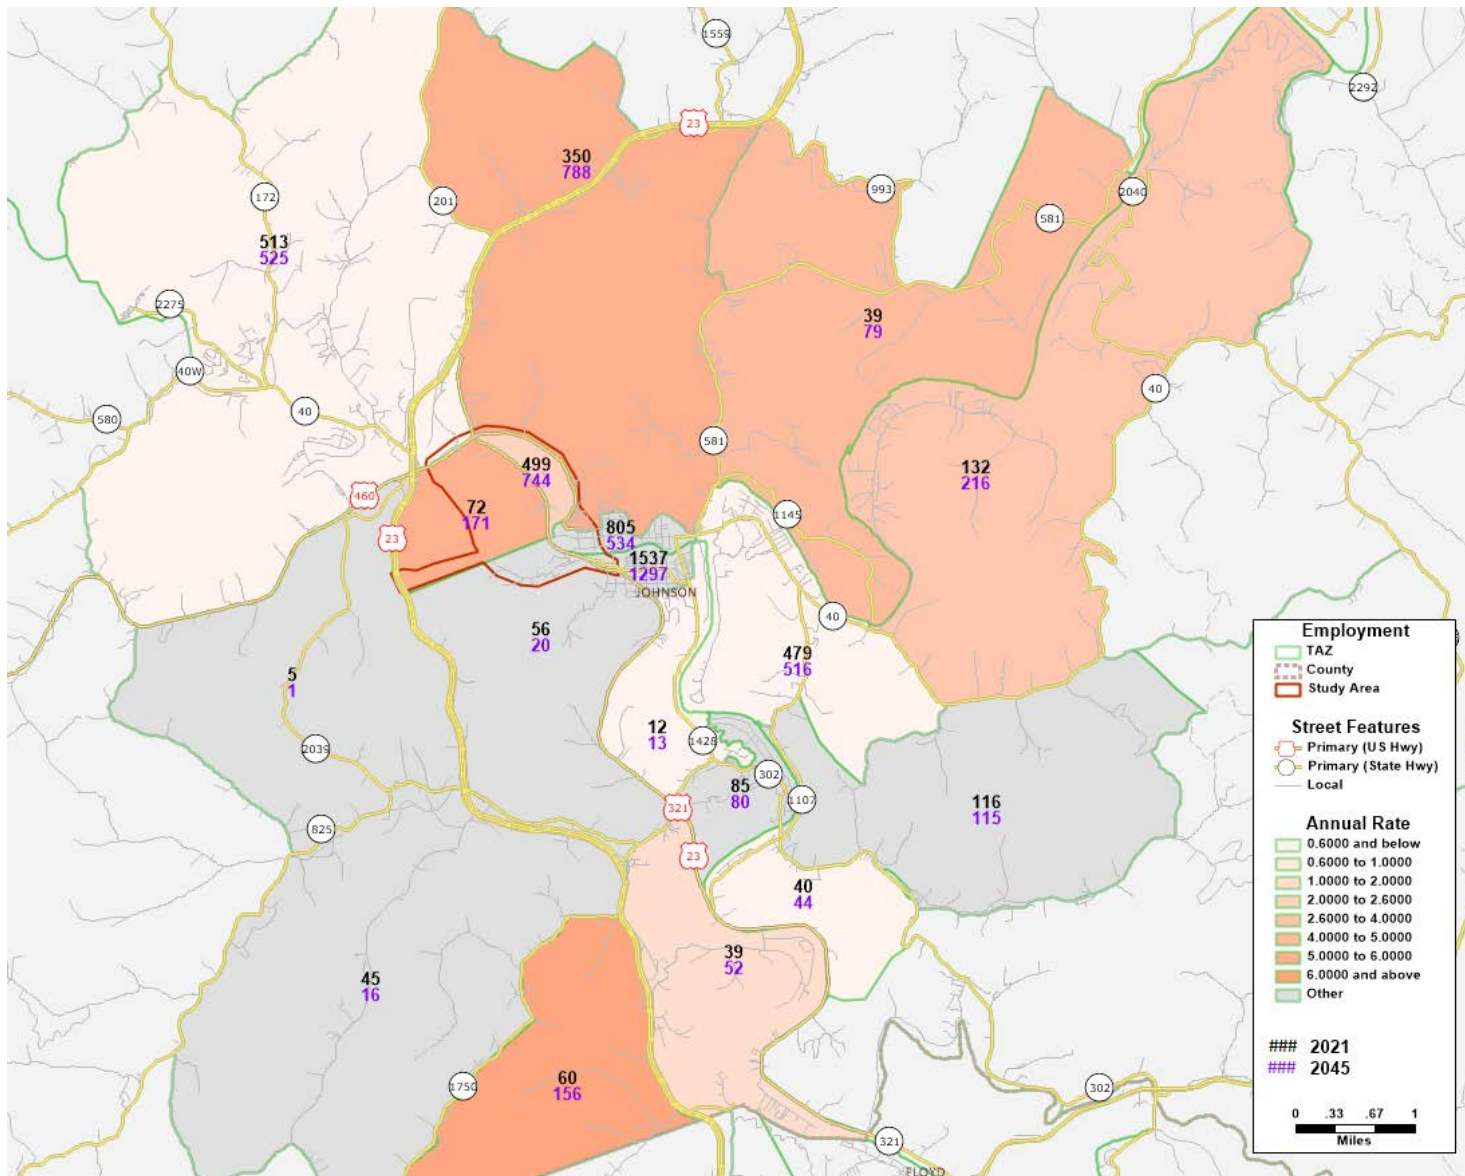 1559
2292
23
350
788
993
2040
172
201
581
513
525
2275
39
79
40W
40
40
580
581
499
744
132
216
460
72
171
1145
805
534
23
1537
1297
JOHNSON
40
56
20
479
516
5
1
12
13
1428
2039
302
85
80
1107
321
116
115
825
23
40
44
39
52
45
16
60
156
1750
302
321
FLOYD
Employment
TAZ
County
Study Area
Street Features
Primary (US Hwy)
Primary (State Hwy)
Local
Annual Rate
0.6000 and below
0.6000 to 1.0000
1.0000 to 2.0000
2.0000 to 2.6000
2.6000 to 4.0000
4.0000 to 5.0000
5.0000 to 6.0000
6.0000 and above
Other
### 2021
### 2045
0 .33 .67 1
Miles